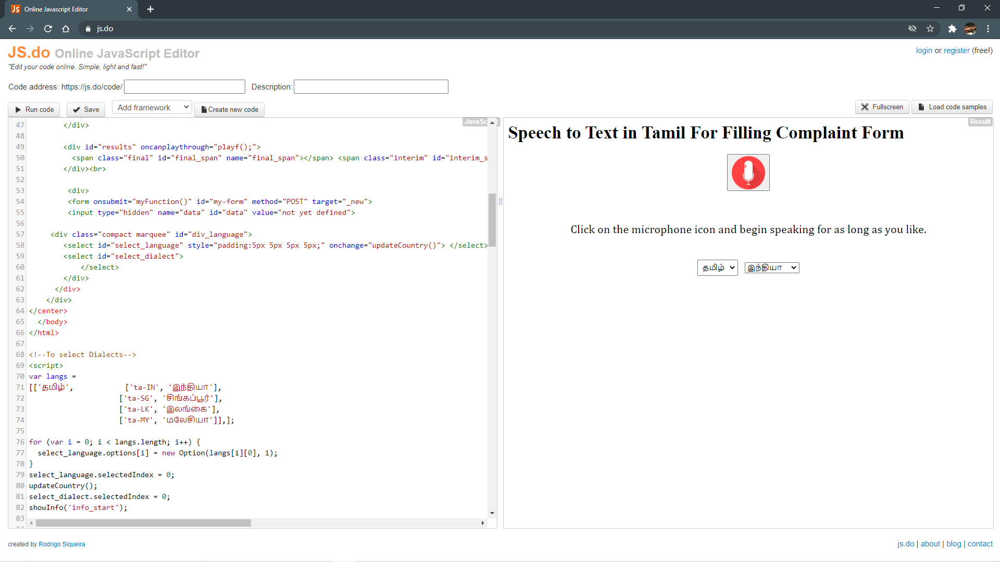 Online Javascript Editor
js.do
JS.do Online JavaScript Editor
login or register (free!)
"Edit your code online. Simple, light and fast!"
Code address: https://js.do/code/ Description:
Run code Save Add framework Create new code Fullscreen Load code samples
JavaScript
47 </div>
48
49 <div id="results" oncanplaythrough="playf();">
50 <span class="final" id="final_span" name="final_span"></span> <span class="interim" id="interim_s
51 </div><br>
52
53 <div>
54 <form onsubmit="myFunction()" id="my-form" method="POST" target="_new">
55 <input type="hidden" name="data" id="data" value="not yet defined">
56
57 <div class="compact marquee" id="div_language">
58 <select id="select_language" style="padding:5px 5px 5px 5px;" onchange="updateCountry()"> </select>
59 <select id="select_dialect">
60 </select>
61 </div>
62 </div>
63 </div>
64 </center>
65 </body>
66 </html>
67
68 <!--To select Dialects-->
69 <script>
70 var langs =
71 [['தமிழ்', ['ta-IN', 'இந்தியா'],
72 ['ta-SG', 'சிங்கப்பூர்'],
73 ['ta-LK', 'இலங்கை'],
74 ['ta-MY', 'மலேசியா']],];
75
76 for (var i = 0; i < langs.length; i++) {
77 select_language.options[i] = new Option(langs[i][0], i);
78 }
79 select_language.selectedIndex = 0;
80 updateCountry();
81 select_dialect.selectedIndex = 0;
82 showInfo('info_start');
83
Result
Speech to Text in Tamil For Filling Complaint Form
Click on the microphone icon and begin speaking for as long as you like.
தமிழ் இந்தியா
created by Rodrigo Siqueira
js.do | about | blog | contact